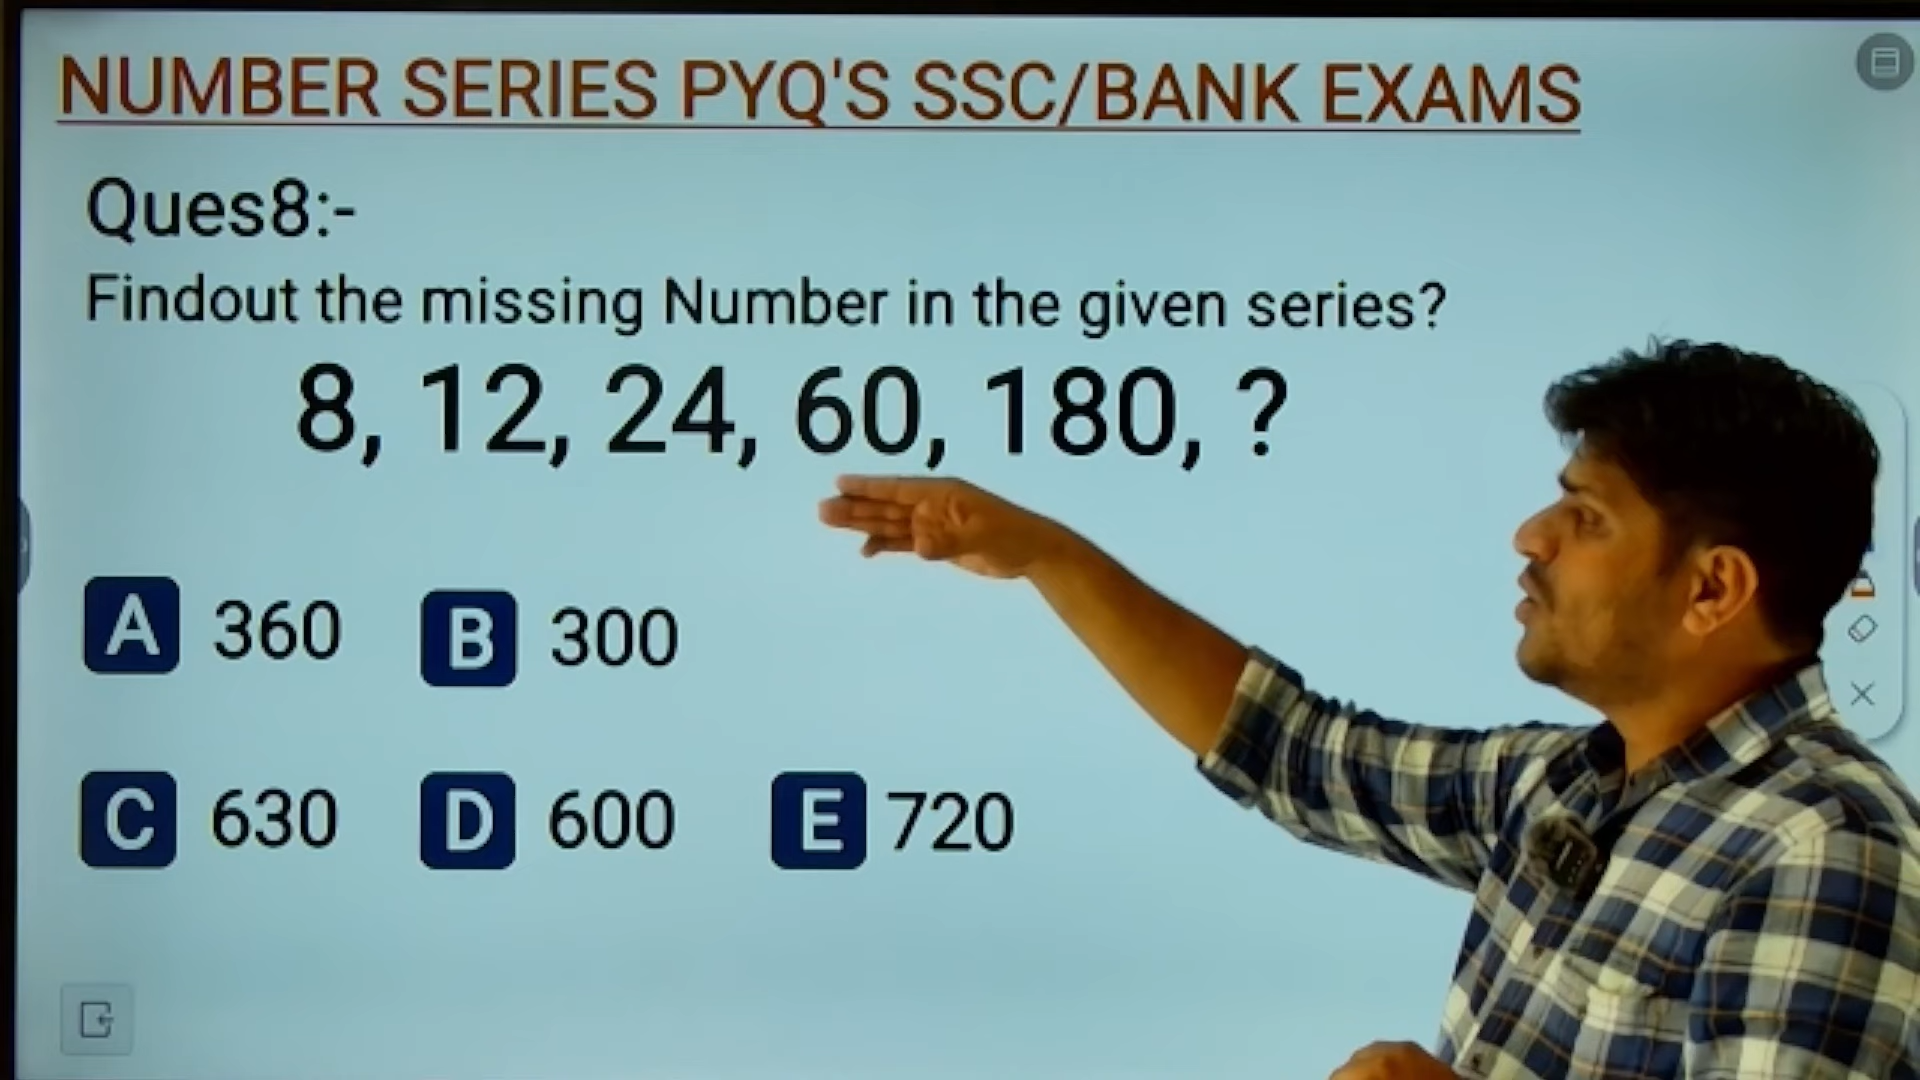 NUMBER SERIES PYQ'S SSC/BANK EXAMS
Ques8:-
Findout the missing Number in the given series?
8, 12, 24, 60, 180, ?
A 360 B 300
C 630 D 600 E 720